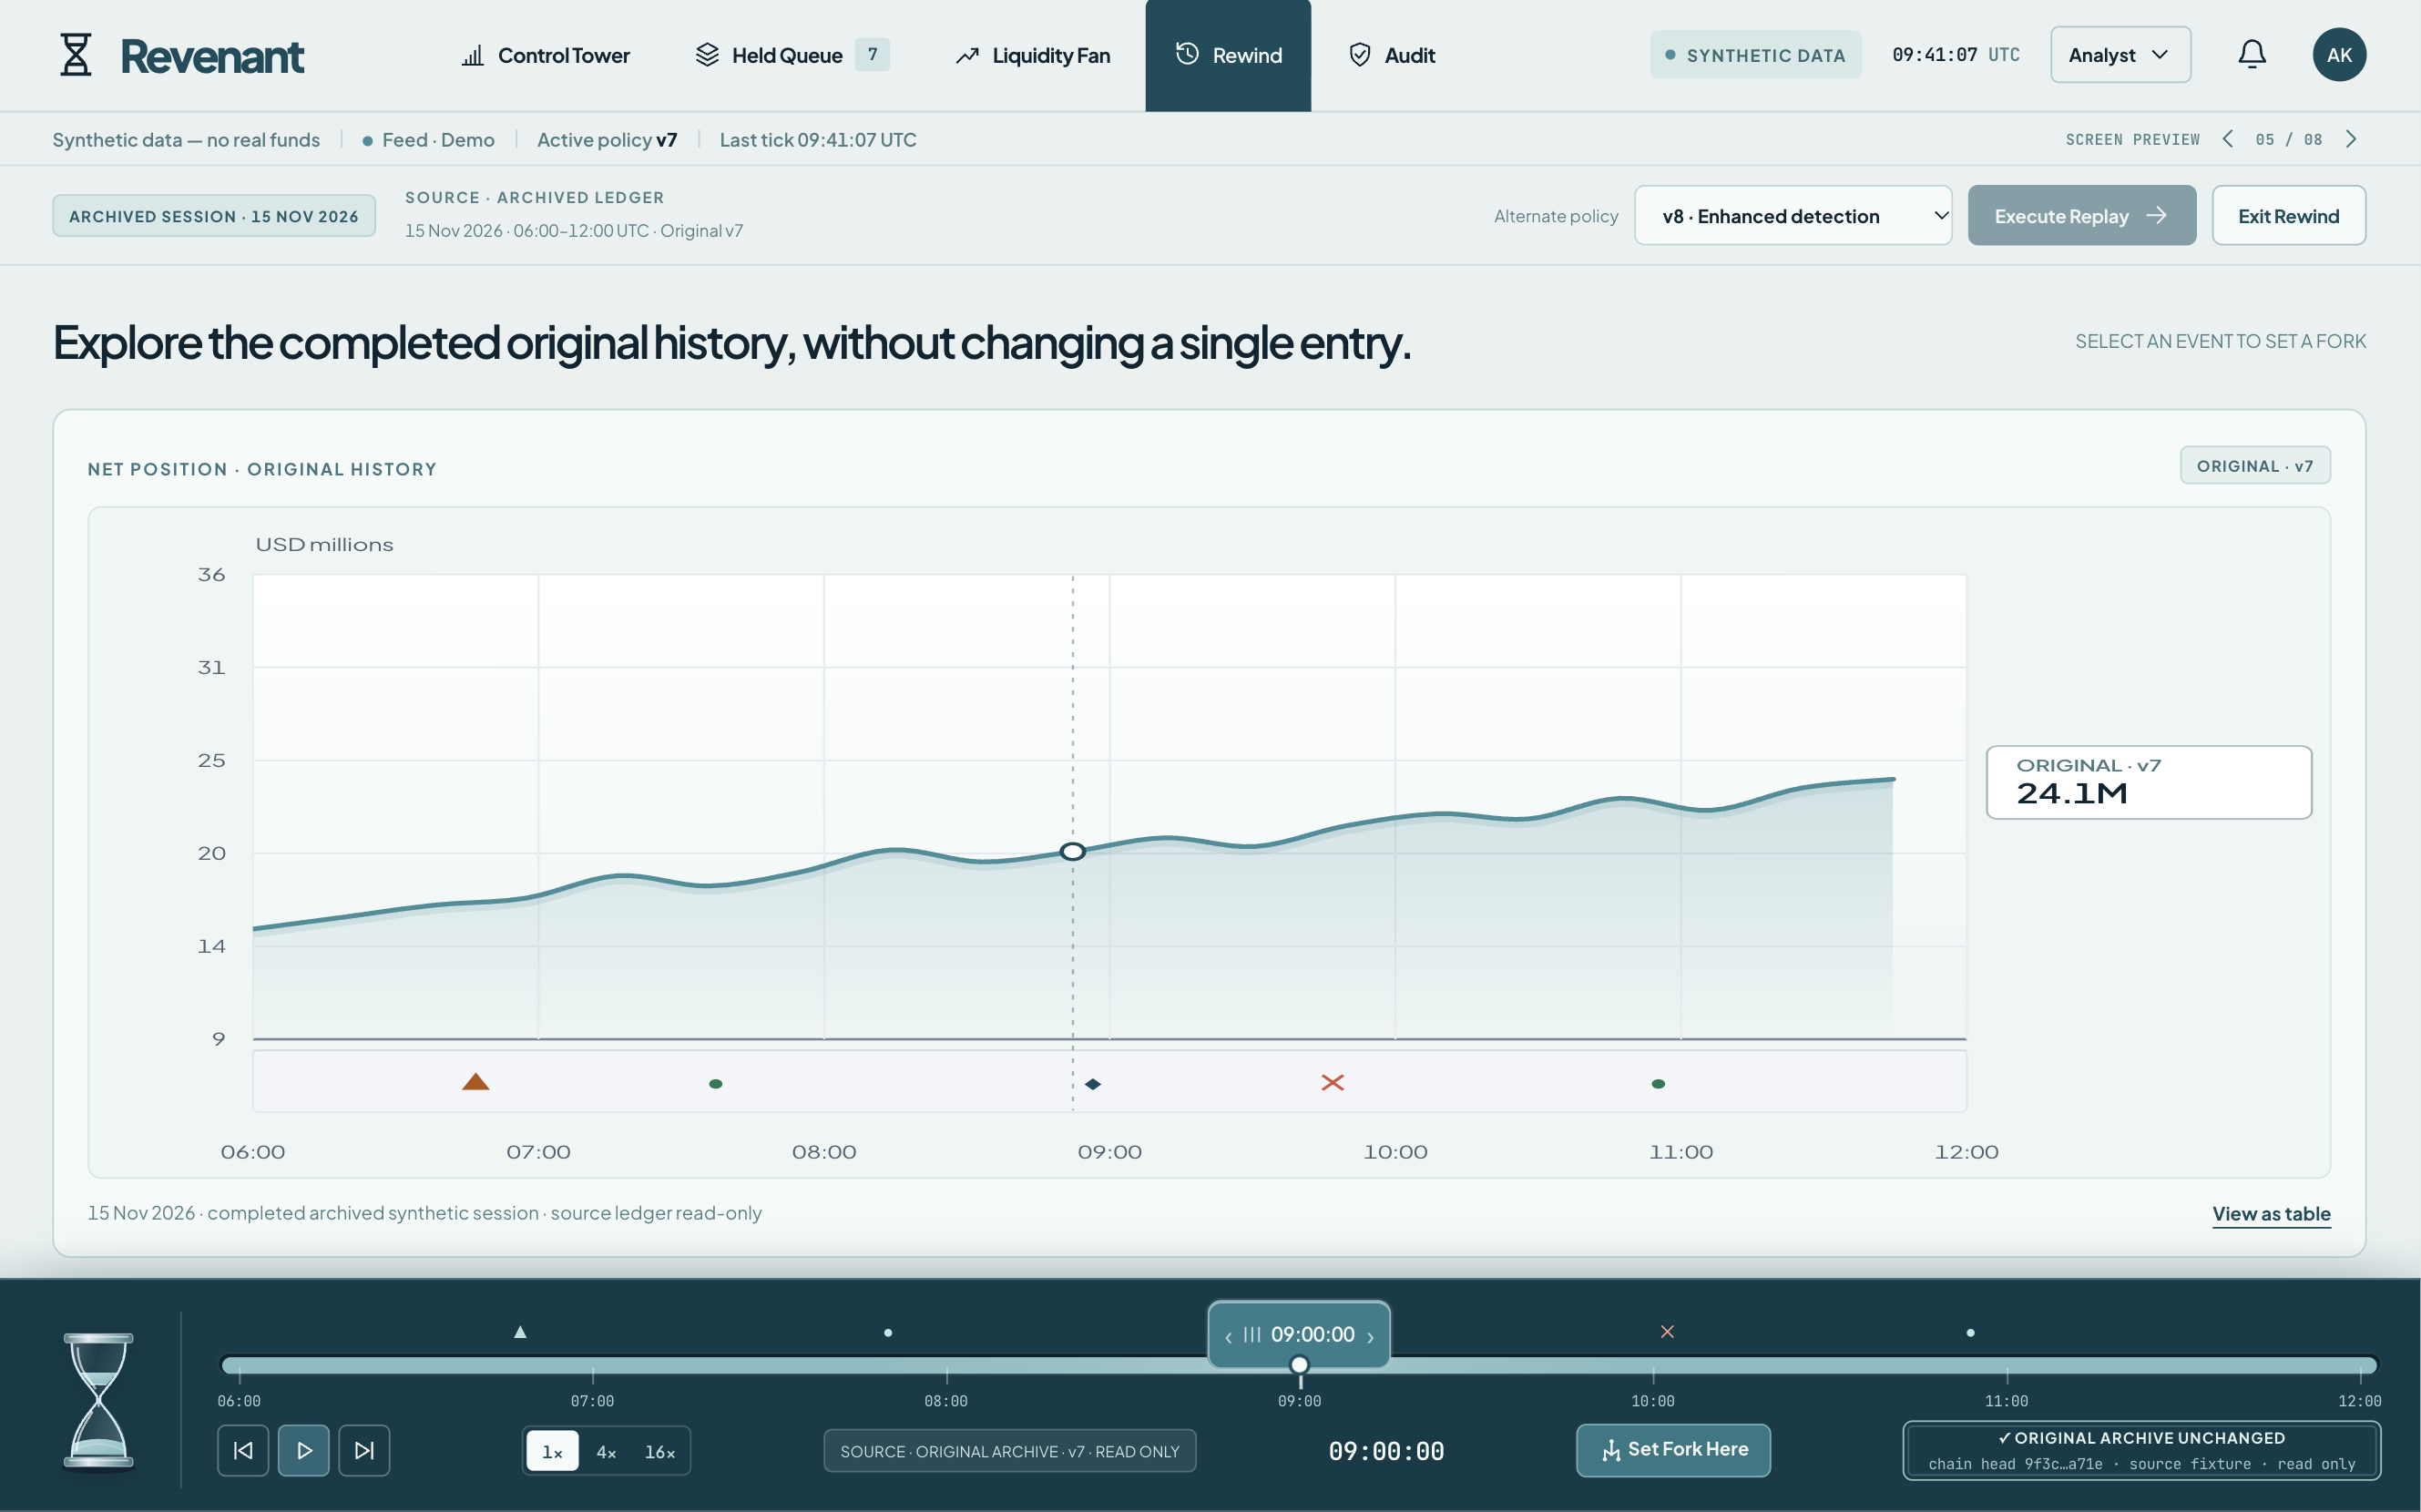 Revenant
Control Tower
Held Queue 7
Liquidity Fan
Rewind
Audit
SYNTHETIC DATA
09:41:07 UTC
Analyst
AK
Synthetic data — no real funds
Feed · Demo
Active policy v7
Last tick 09:41:07 UTC
SCREEN PREVIEW
05 / 08
ARCHIVED SESSION · 15 NOV 2026
SOURCE · ARCHIVED LEDGER
15 Nov 2026 · 06:00–12:00 UTC · Original v7
Alternate policy
v8 · Enhanced detection
Execute Replay
Exit Rewind
Explore the completed original history, without changing a single entry.
SELECT AN EVENT TO SET A FORK
NET POSITION · ORIGINAL HISTORY
ORIGINAL · v7
USD millions
36
31
25
20
14
9
ORIGINAL · v7
24.1M
06:00 07:00 08:00 09:00 10:00 11:00 12:00
15 Nov 2026 · completed archived synthetic session · source ledger read-only
View as table
09:00:00
06:00 07:00 08:00 09:00 10:00 11:00 12:00
1× 4× 16×
SOURCE · ORIGINAL ARCHIVE · v7 · READ ONLY
09:00:00
Set Fork Here
✓ ORIGINAL ARCHIVE UNCHANGED
chain head 9f3c…a71e · source fixture · read only